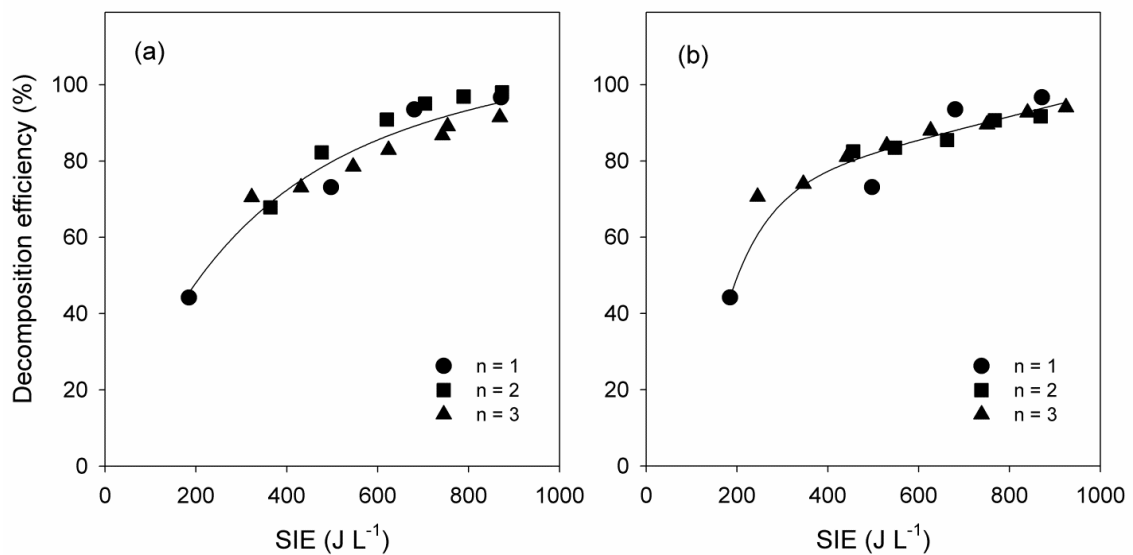 (a)
Decomposition efficiency (%)
100
80
60
40
20
0
n = 1
n = 2
n = 3
0 200 400 600 800 1000
SIE (J L⁻¹)
(b)
100
80
60
40
20
0
n = 1
n = 2
n = 3
0 200 400 600 800 1000
SIE (J L⁻¹)